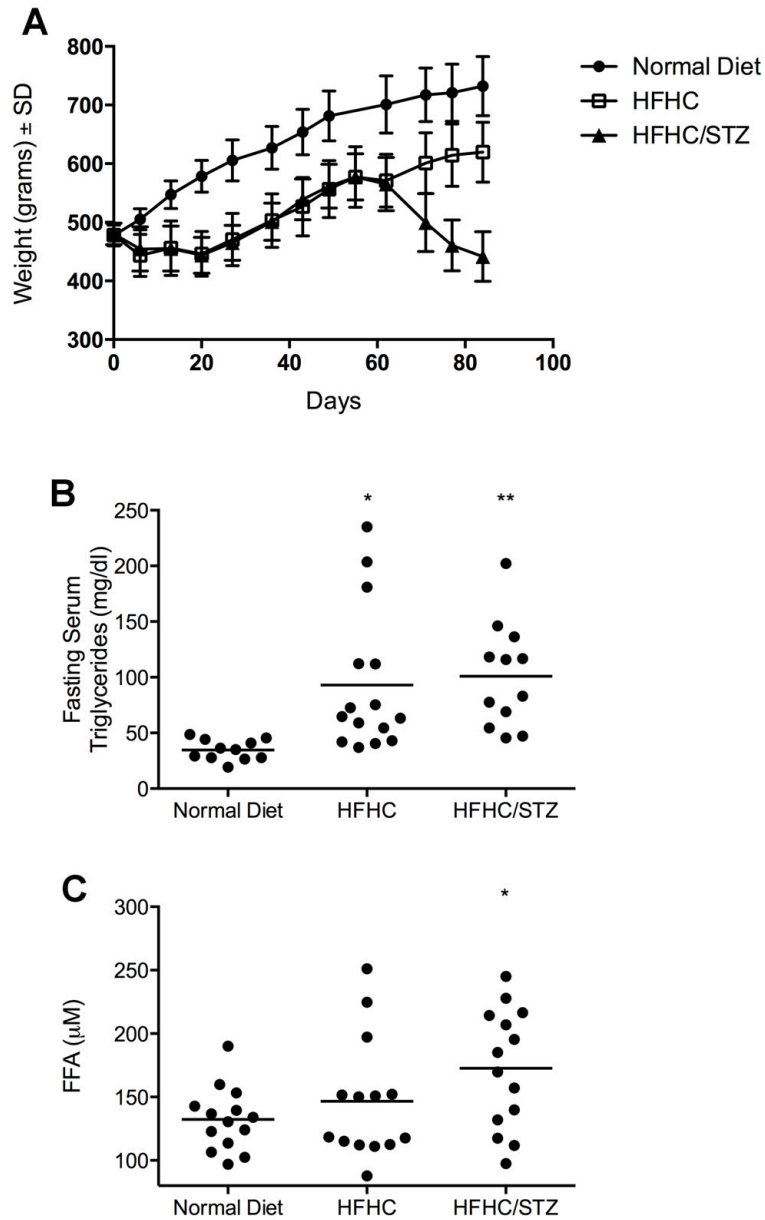 A
800
700
600
500
400
300
Weight (grams) ± SD
0 20 40 60 80 100
Days
Normal Diet
HFHC
HFHC/STZ
B
* **
250
200
150
100
50
0
Fasting Serum
Triglycerides (mg/dl)
Normal Diet HFHC HFHC/STZ
C
*
300
250
200
150
100
FFA (μM)
Normal Diet HFHC HFHC/STZ